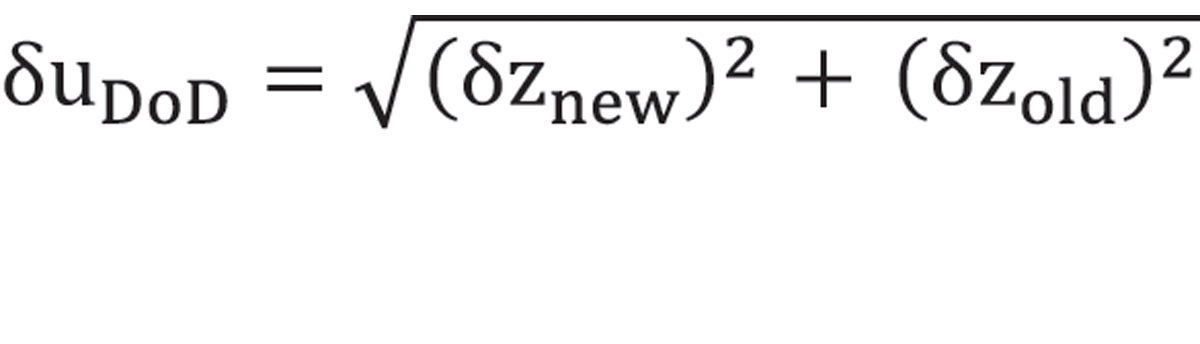 δu_DoD = √((δz_new)² + (δz_old)²)